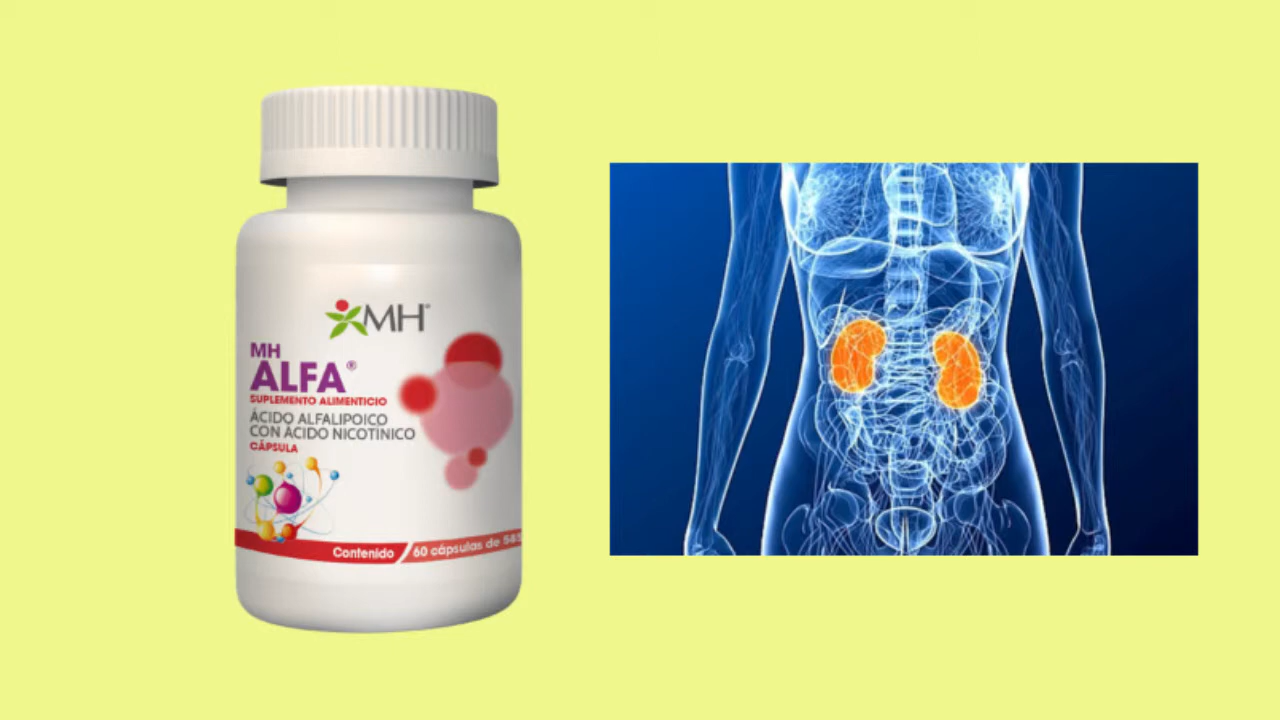 MH®
MH
ALFA®
SUPLEMENTO ALIMENTICIO
ÁCIDO ALFALIPOICO
CON ÁCIDO NICOTÍNICO
CÁPSULA
Contenido 60 cápsulas de